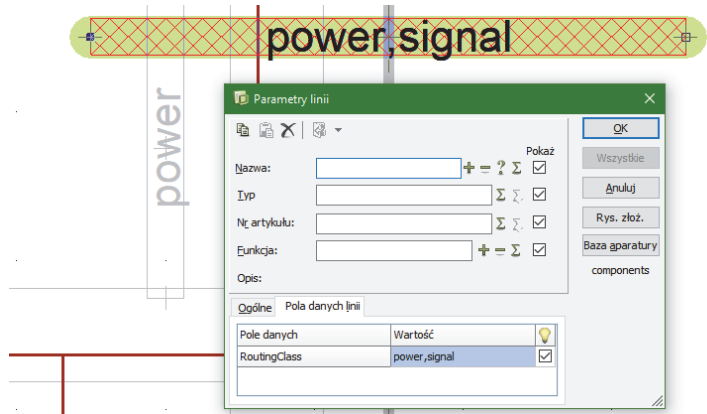 power,signal
power
Parametry linii
Pokaż
Nazwa:
Typ
Nr artykułu:
Funkcja:
Opis:
OK
Wszystkie
Anuluj
Rys. złoż.
Baza aparatury
components
Ogólne Pola danych linii
Pole danych Wartość
RoutingClass power,signal